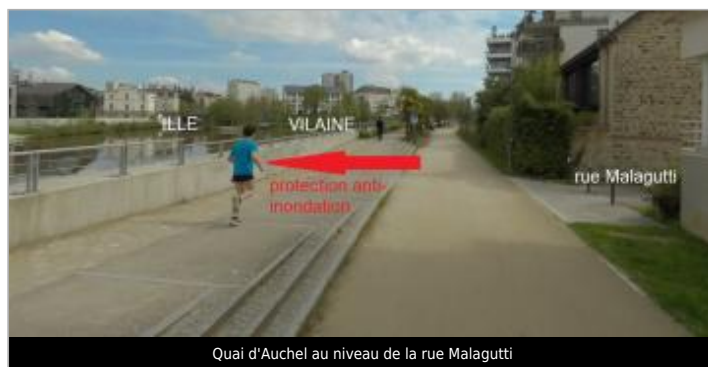 ILLE
VILAINE
protection anti-
inondation
rue Malagutti
Quai d'Auchel au niveau de la rue Malagutti